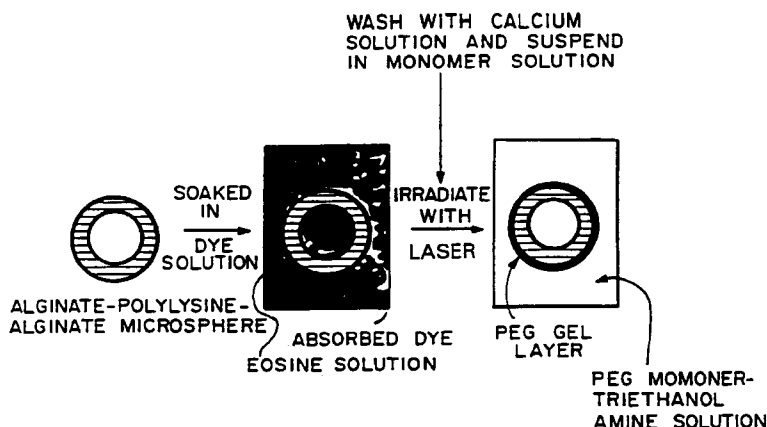 WASH WITH CALCIUM
SOLUTION AND SUSPEND
IN MONOMER SOLUTION
SOAKED
IN
DYE
SOLUTION
IRRADIATE
WITH
LASER
ALGINATE-POLYLYSINE-
ALGINATE MICROSPHERE
ABSORBED DYE
EOSINE SOLUTION
PEG GEL
LAYER
PEG MOMONER-
TRIETHANOL
AMINE SOLUTION